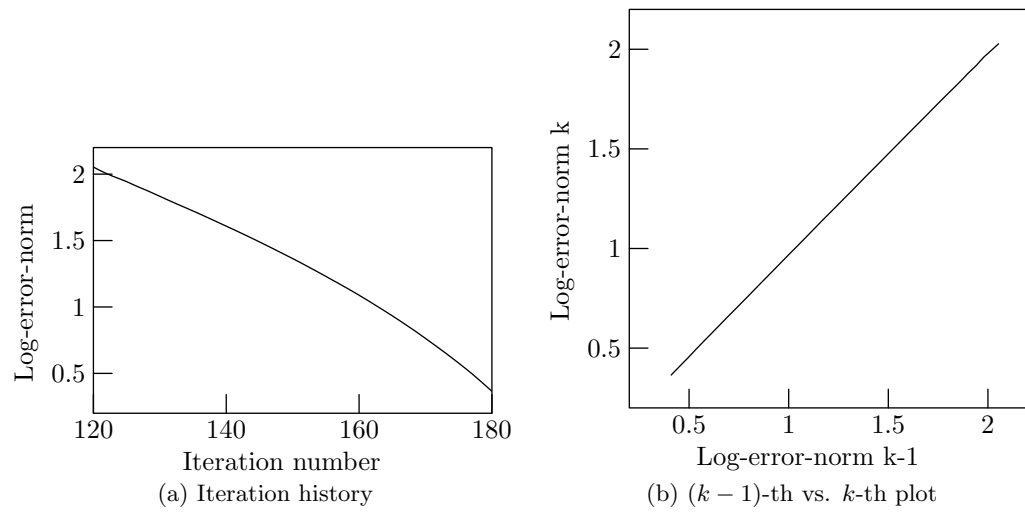 2
1.5
1
0.5
Log-error-norm
120
140
160
180
Iteration number
(a) Iteration history
2
1.5
1
0.5
Log-error-norm k
0.5
1
1.5
2
Log-error-norm k-1
(b) (k − 1)-th vs. k-th plot